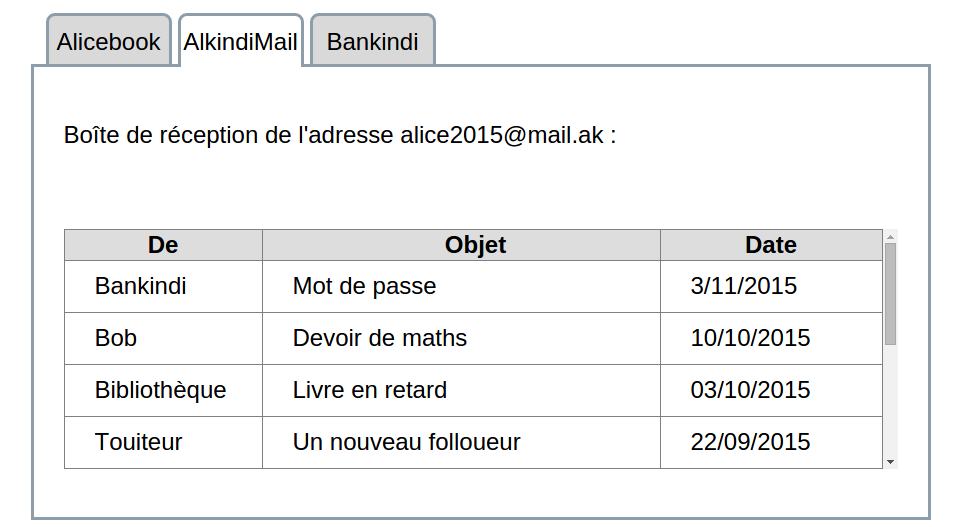 Alicebook AlkindiMail Bankindi
Boîte de réception de l'adresse alice2015@mail.ak :
De Objet Date
Bankindi Mot de passe 3/11/2015
Bob Devoir de maths 10/10/2015
Bibliothèque Livre en retard 03/10/2015
Touiteur Un nouveau folloueur 22/09/2015